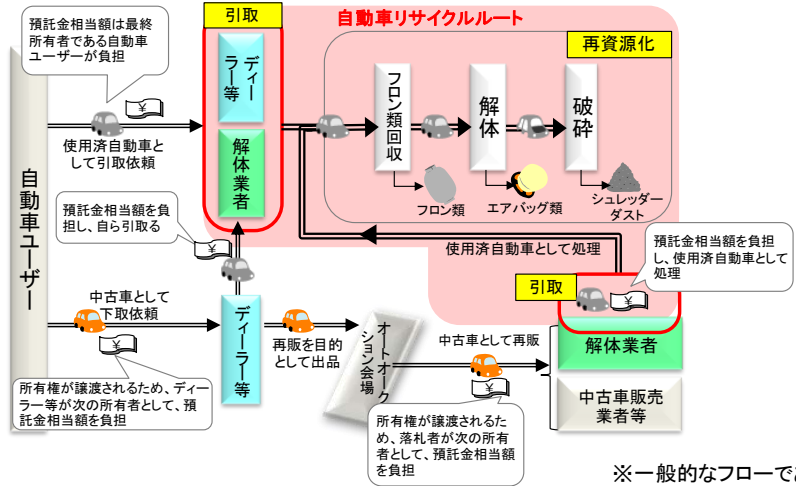 自動車リサイクルルート
引取
再資源化
預託金相当額は最終
所有者である自動車
ユーザーが負担
¥
使用済自動車と
して引取依頼
自動車ユーザー
ディー
ラー等
解体業者
フロン類回収
解体
破砕
フロン類
エアバッグ類
シュレッダー
ダスト
預託金相当額を負
担し、自ら引取る
¥
使用済自動車として処理
預託金相当額を負担
し、使用済自動車として
処理
引取
¥
中古車として
下取依頼
¥
ディーラー等
再販を目的
として出品
オートオーク
ション会場
中古車として再販
¥
解体業者
中古車販売
業者等
所有権が譲渡されるため、ディー
ラー等が次の所有者として、預
託金相当額を負担
所有権が譲渡されるた
め、落札者が次の所有
者として、預託金相当額
を負担
※一般的なフローで